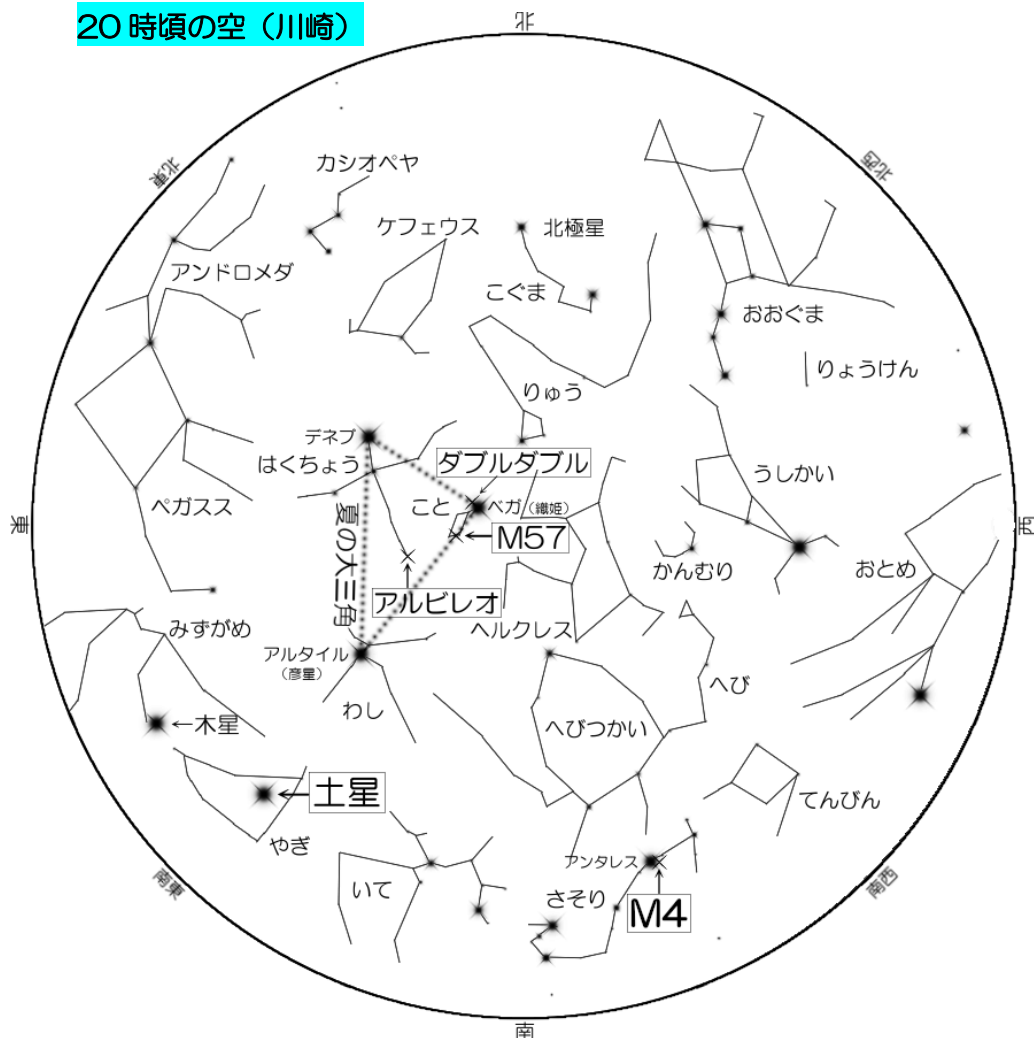 20時頃の空（川崎）
北
北東
北西
カシオペヤ
ケフェウス
北極星
アンドロメダ
こぐま
おおぐま
りょうけん
りゅう
デネブ
はくちょう
ダブルダブル
うしかい
ペガスス
こと
ベガ（織姫）
M57
東
西
夏の大三角
かんむり
おとめ
アルビレオ
みずがめ
ヘルクレス
アルタイル
（彦星）
わし
へび
←木星
へびつかい
土星
てんびん
やぎ
アンタレス
いて
さそり
M4
南東
南西
南